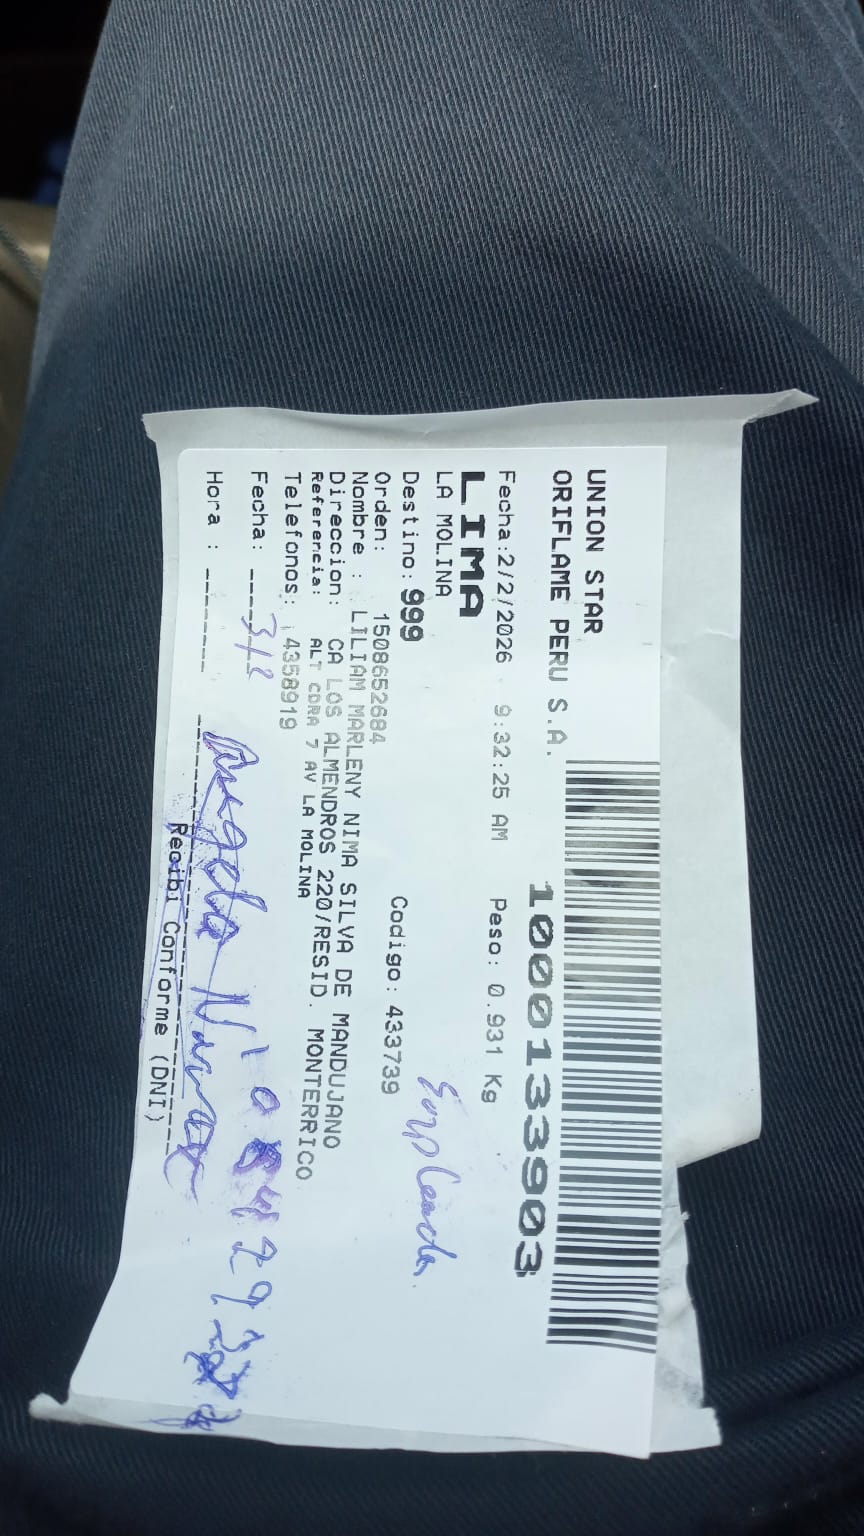 UNION STAR
ORIFLAME PERU S.A.
1000133903
Fecha:2/2/2026 9:32:25 AM Peso: 0.931 Kg
LIMA
LA MOLINA
Empleada
Destino: 999 Codigo: 433739
Orden: 1508652684
Nombre : LILIAM MARLENY NIMA SILVA DE MANDUJANO
Direccion: CA LOS ALMENDROS 220/RESID. MONTERRICO
Referencia: ALT CDRA 7 AV LA MOLINA
Telefonos: 4358919
Fecha: 3/2
Hora :
Angela
Recibi Conforme (DNI)